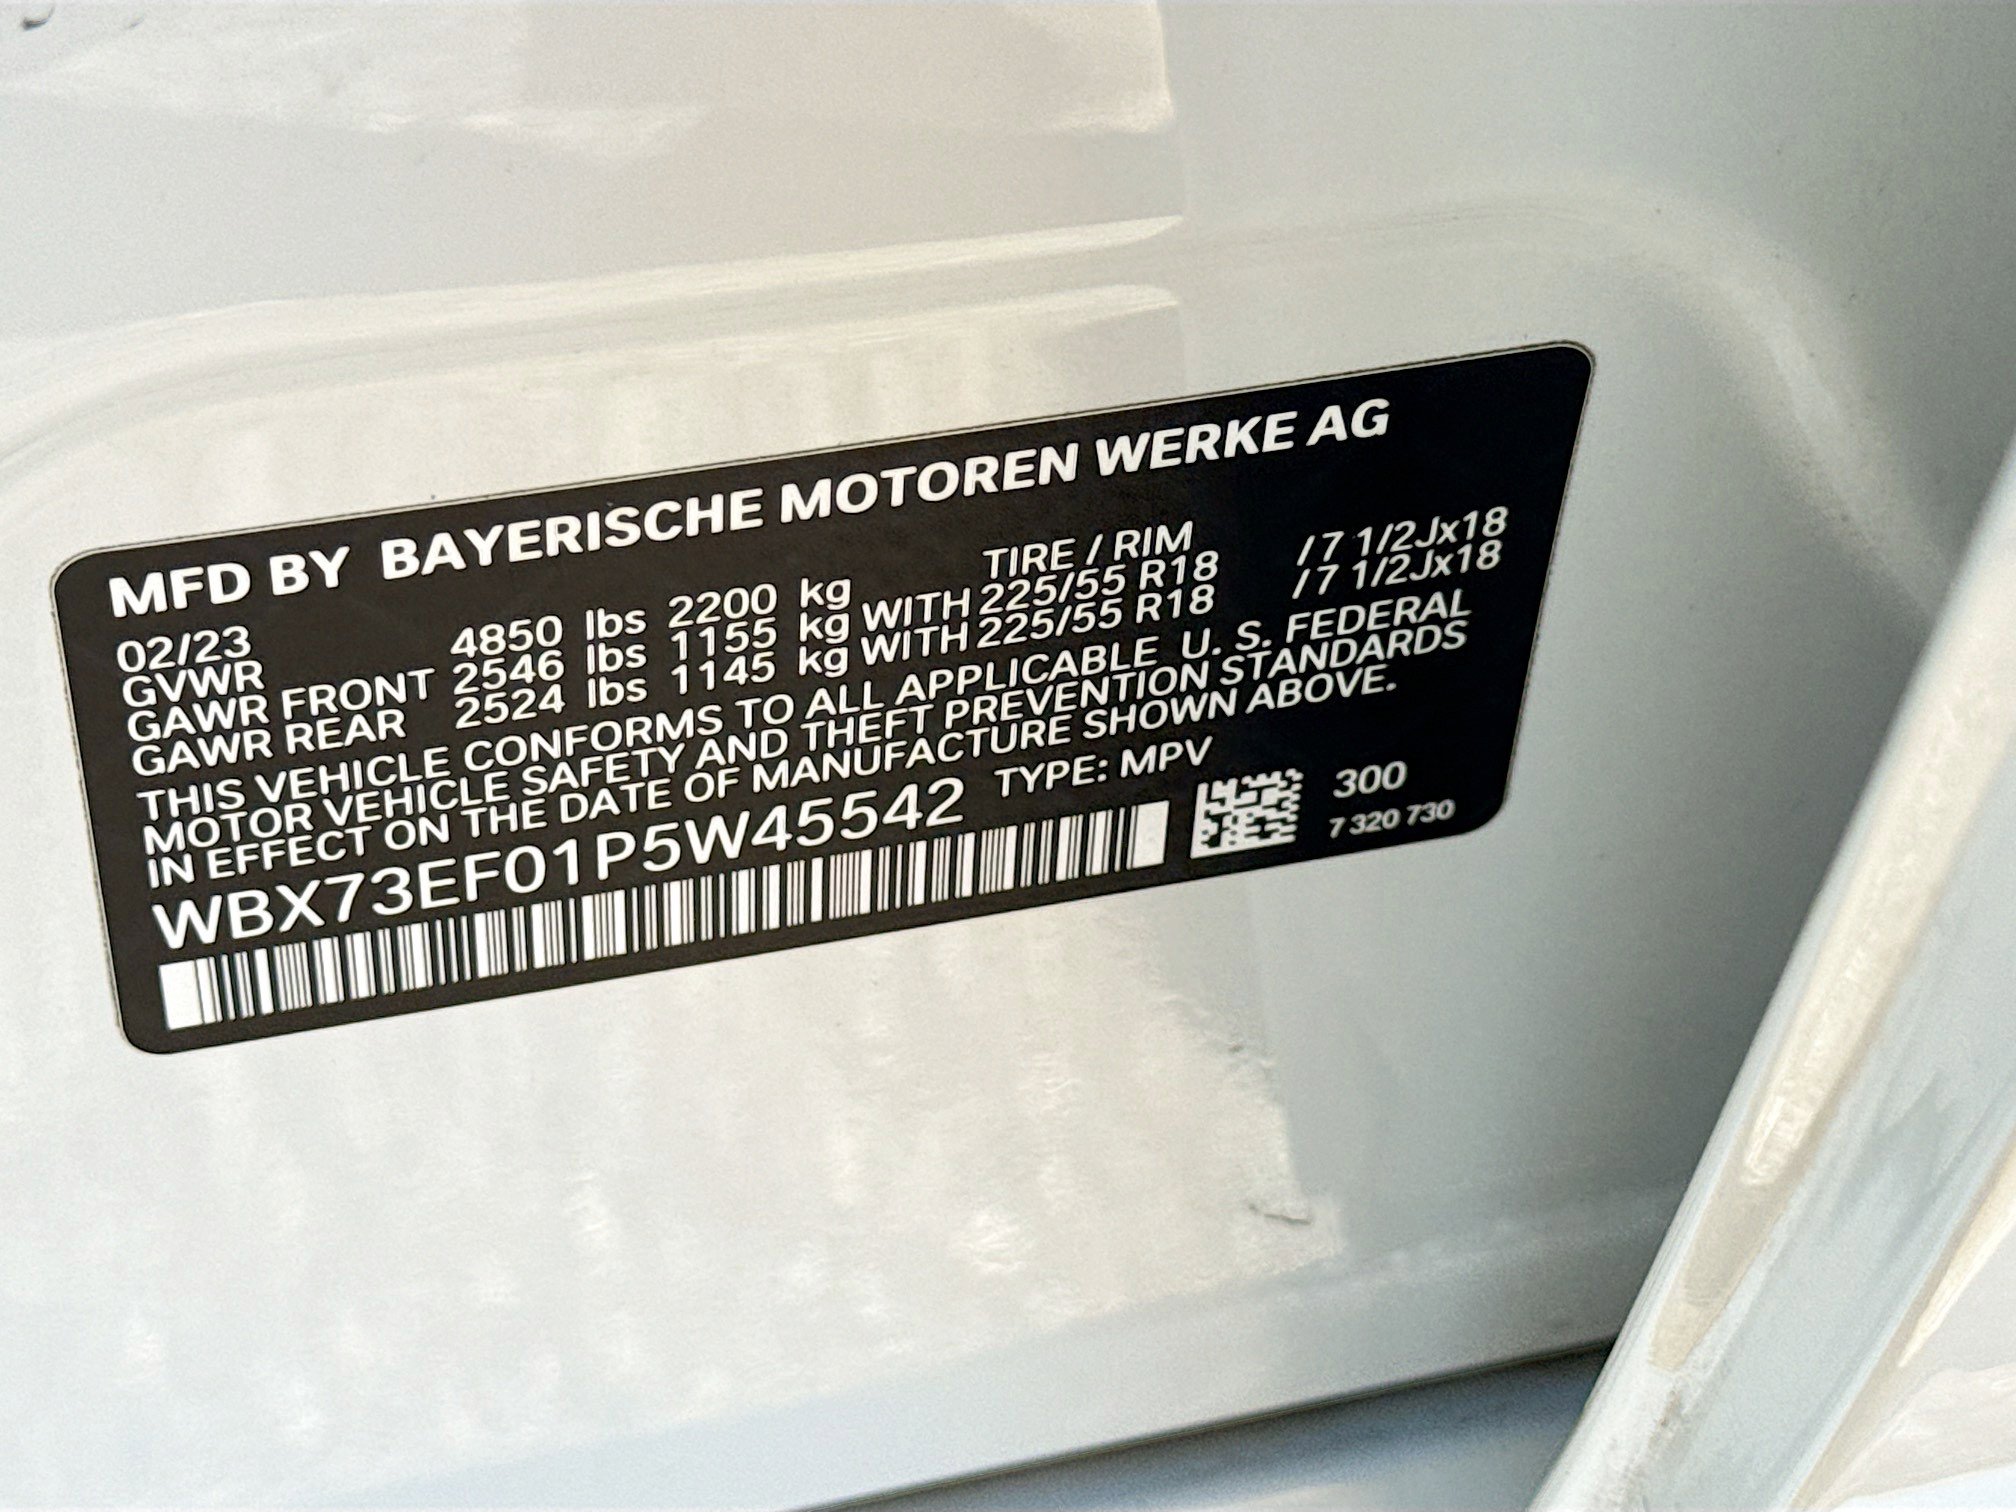 MFD BY BAYERISCHE MOTOREN WERKE AG
02/23 TIRE / RIM
GVWR 4850 lbs 2200 kg
GAWR FRONT 2546 lbs 1155 kg WITH 225/55 R18 / 7 1/2Jx18
GAWR REAR 2524 lbs 1145 kg WITH 225/55 R18 / 7 1/2Jx18
THIS VEHICLE CONFORMS TO ALL APPLICABLE U. S. FEDERAL
MOTOR VEHICLE SAFETY AND THEFT PREVENTION STANDARDS
IN EFFECT ON THE DATE OF MANUFACTURE SHOWN ABOVE.
WBX73EF01P5W45542 TYPE: MPV
300
7 320 730